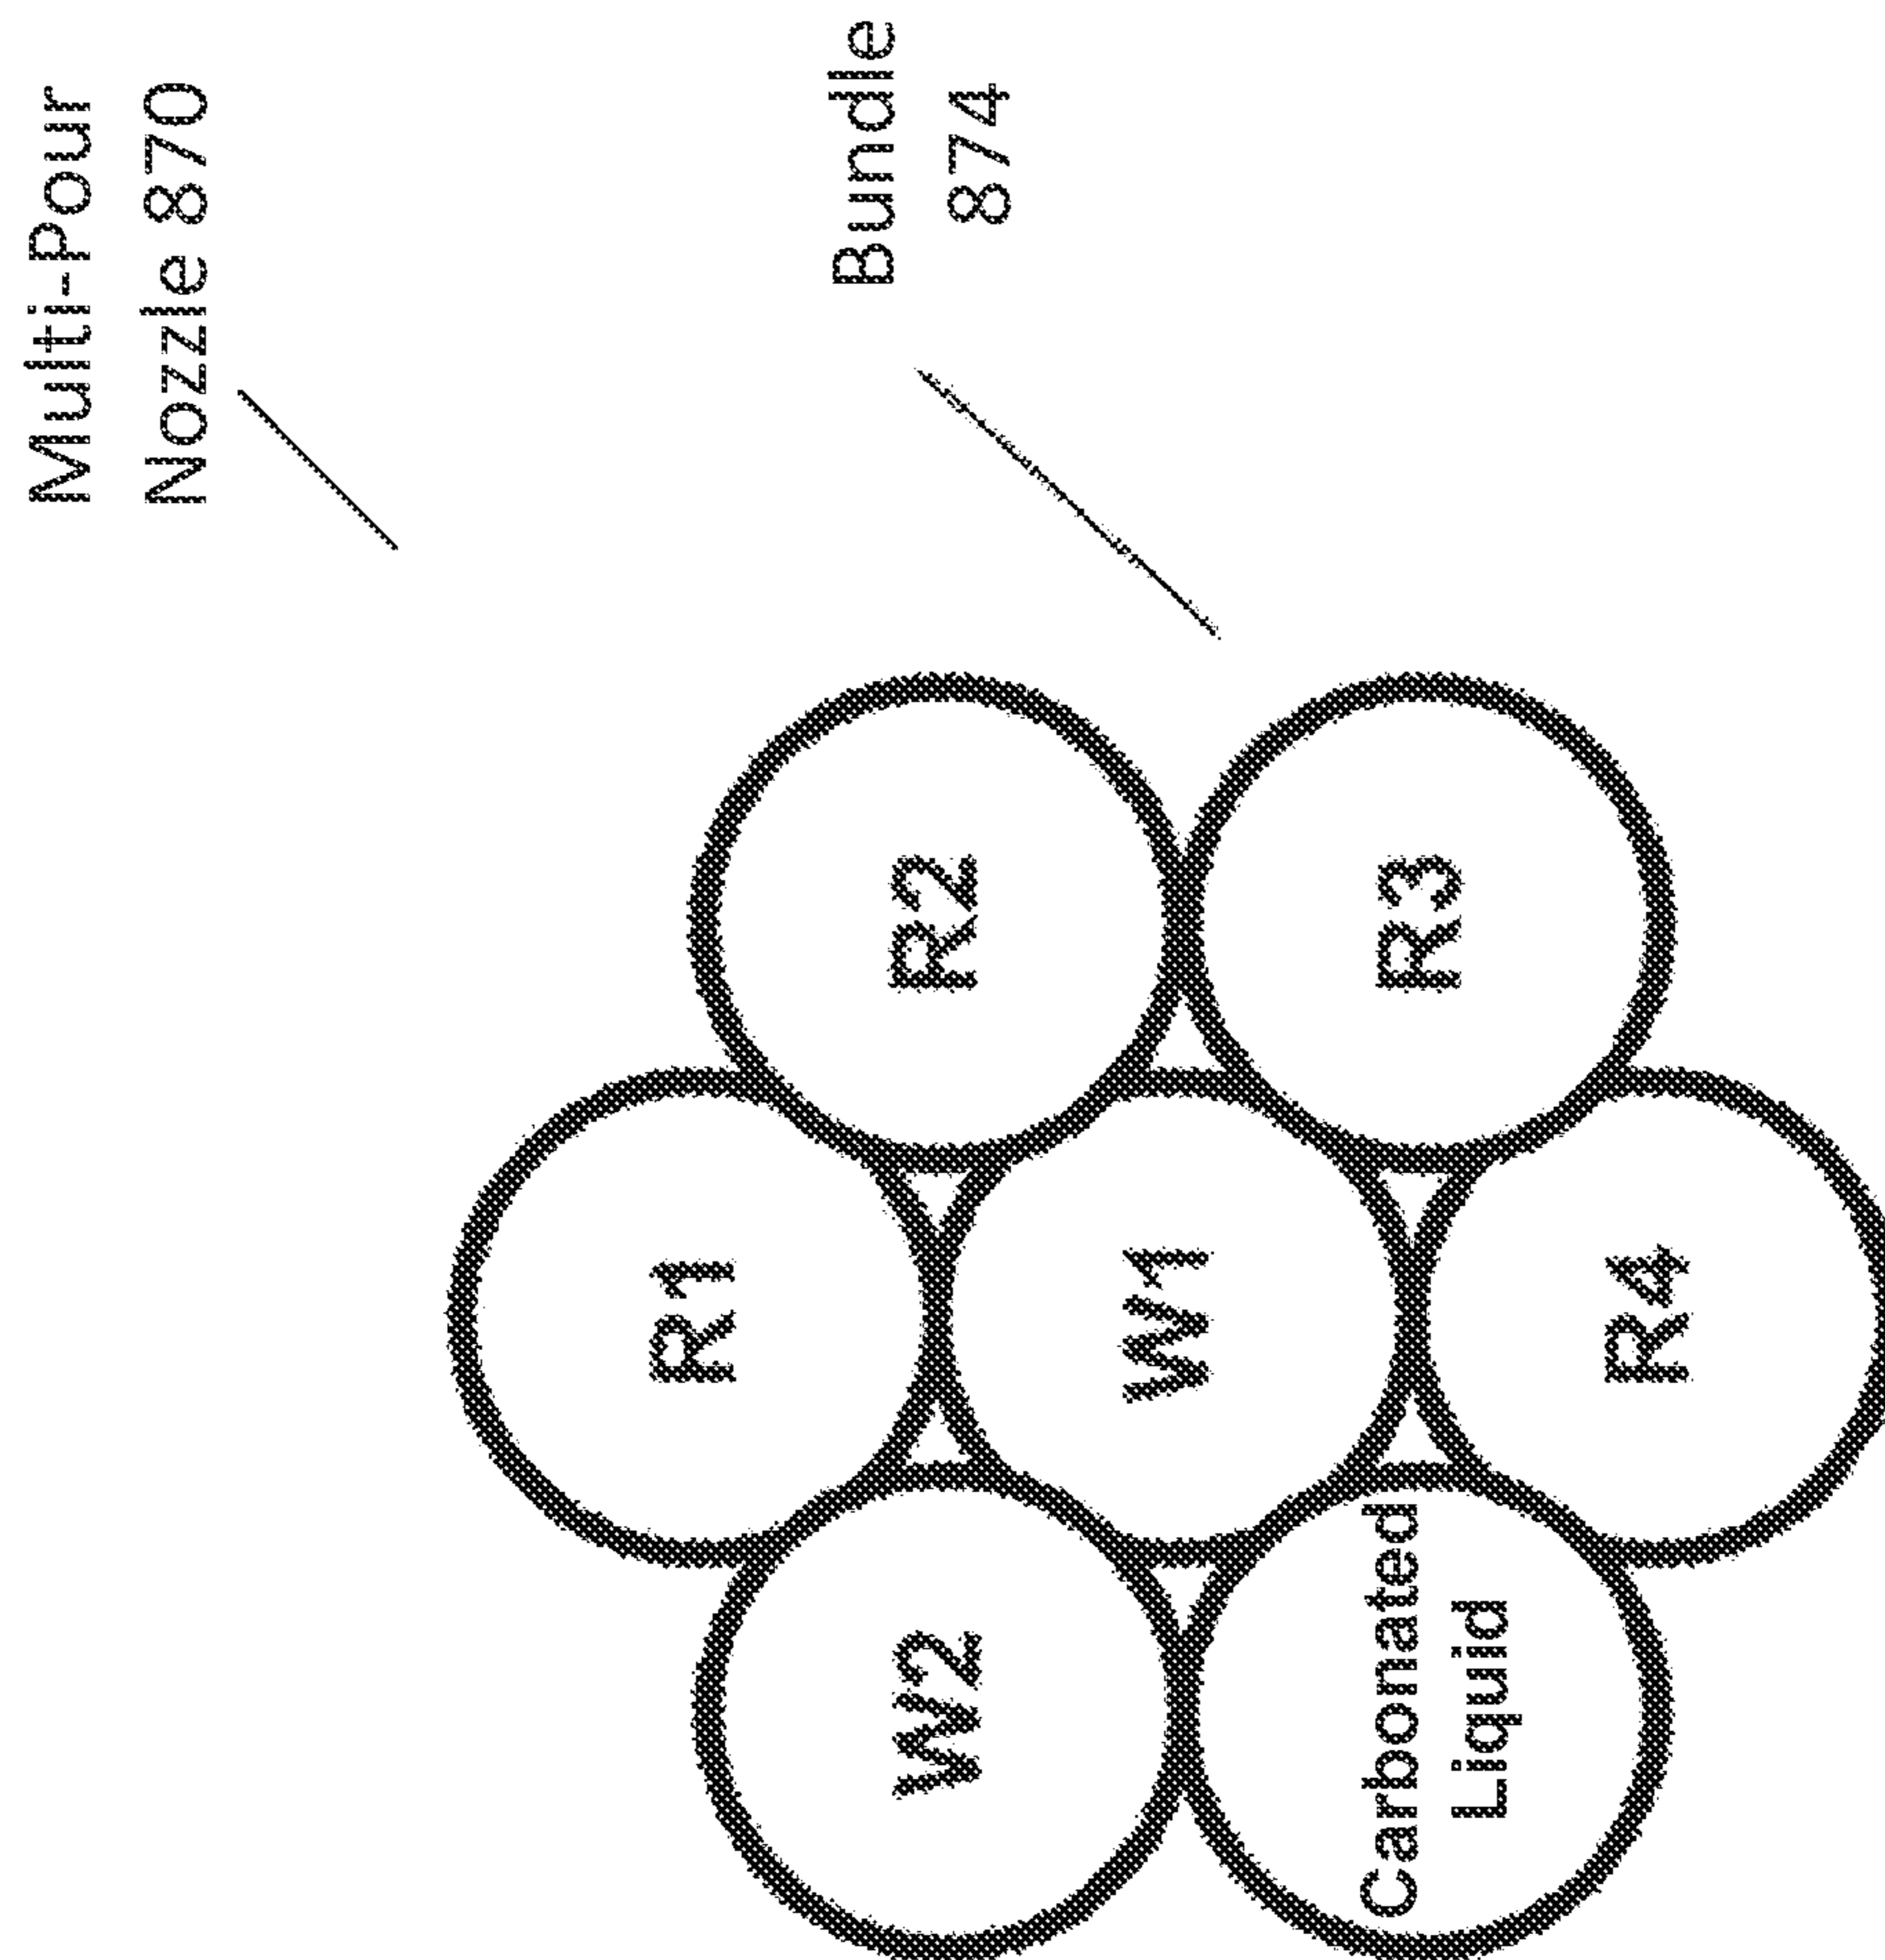 Multi-Pour
Nozzle 870
Bundle
874
R1
R2
W2
W1
R3
Carbonated
Liquid
R4